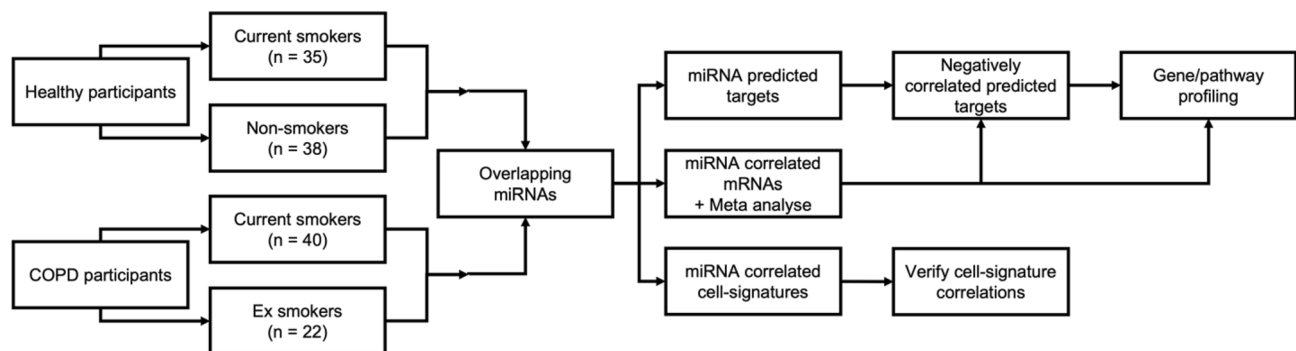 Healthy participants
Current smokers
(n = 35)
Non-smokers
(n = 38)
COPD participants
Current smokers
(n = 40)
Ex smokers
(n = 22)
Overlapping
miRNAs
miRNA predicted
targets
Negatively
correlated predicted
targets
Gene/pathway
profiling
miRNA correlated
mRNAs
+ Meta analyse
miRNA correlated
cell-signatures
Verify cell-signature
correlations